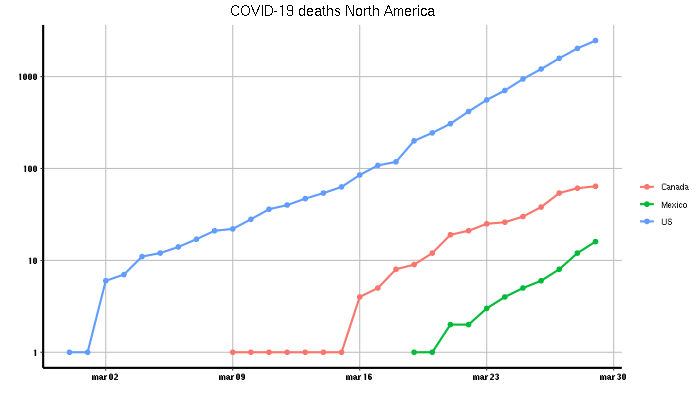 COVID-19 deaths North America
1000
100
10
1
mar 02 mar 09 mar 16 mar 23 mar 30
Canada
Mexico
US